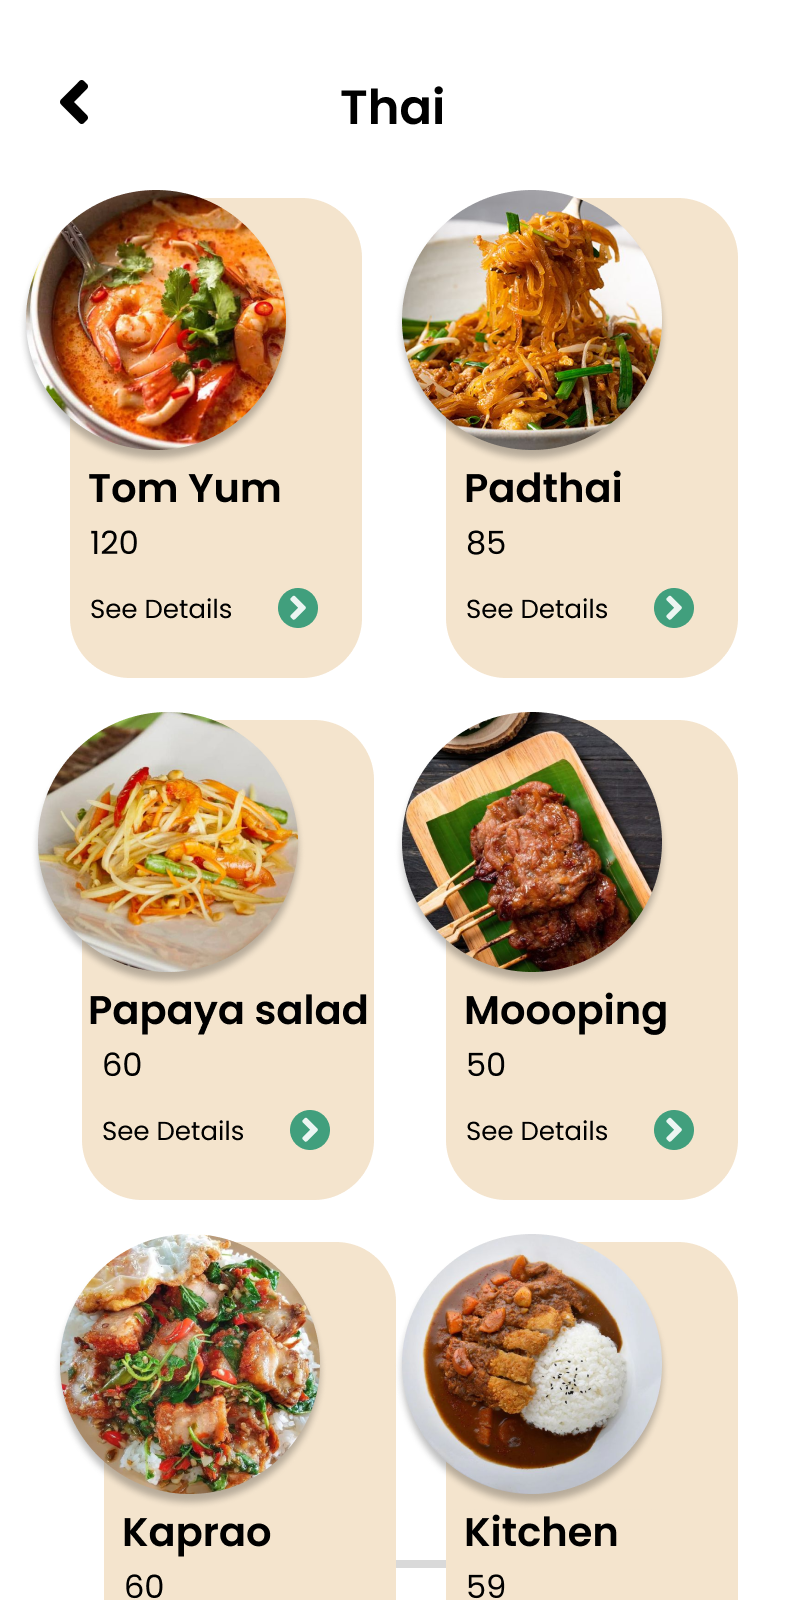 Thai
Tom Yum
120
See Details
Padthai
85
See Details
Papaya salad
60
See Details
Moooping
50
See Details
Kaprao
60
Kitchen
59